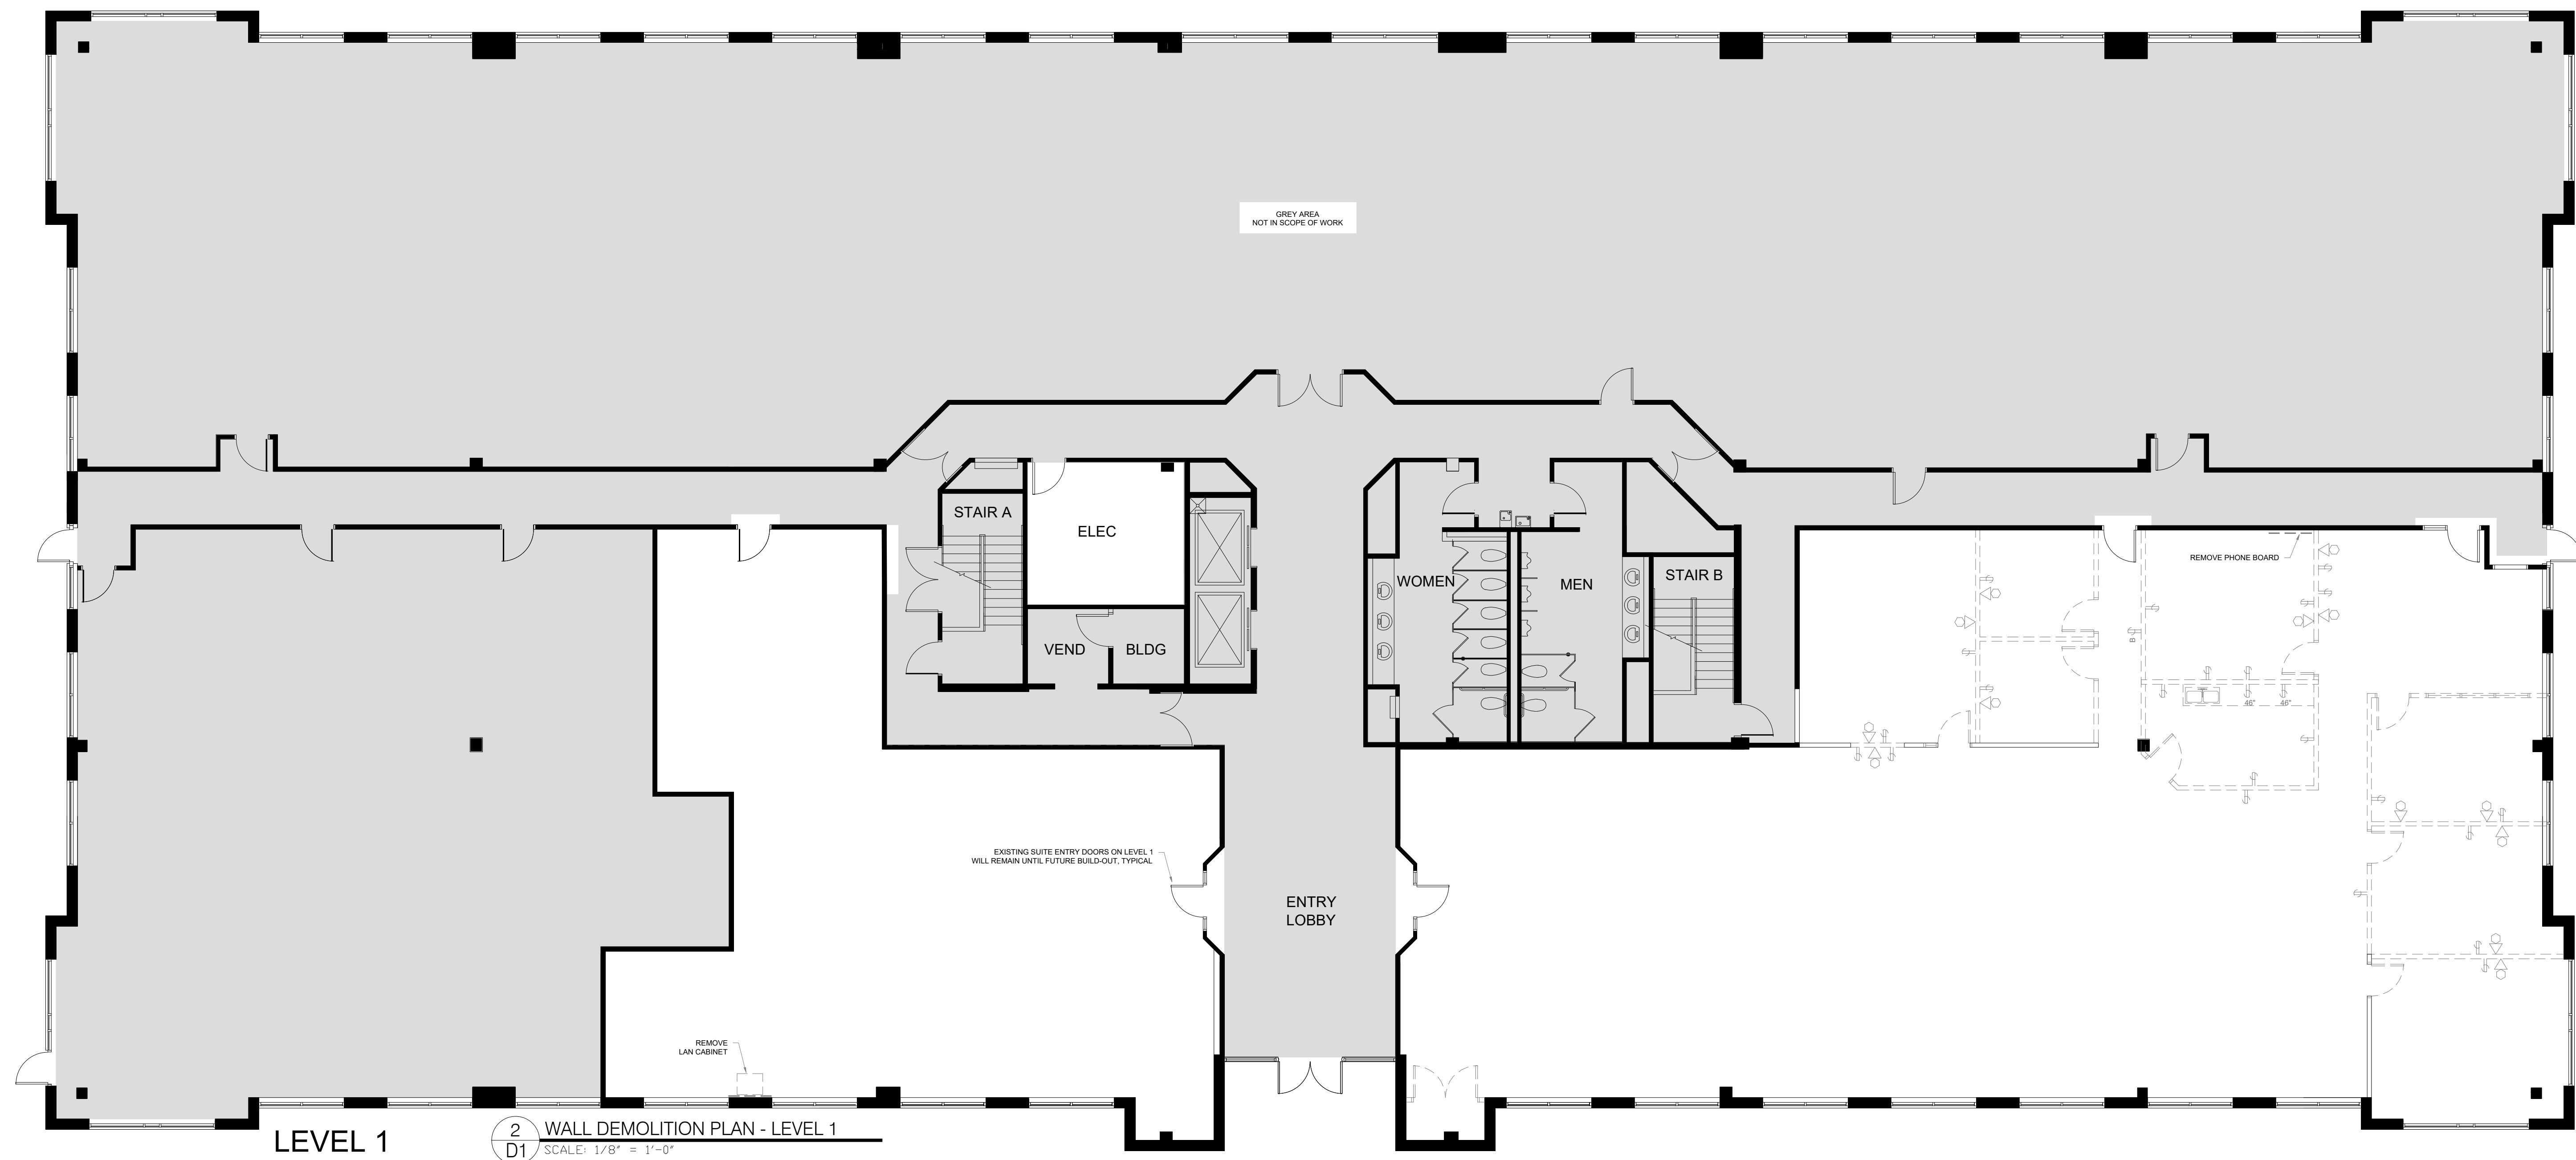 GREY AREA
NOT IN SCOPE OF WORK
STAIR A
ELEC
WOMEN
MEN
STAIR B
REMOVE PHONE BOARD
VEND
BLDG
46"
46"
EXISTING SUITE ENTRY DOORS ON LEVEL 1
WILL REMAIN UNTIL FUTURE BUILD-OUT, TYPICAL
ENTRY
LOBBY
REMOVE
LAN CABINET
LEVEL 1
2
D1
WALL DEMOLITION PLAN - LEVEL 1
SCALE: 1/8" = 1'-0"